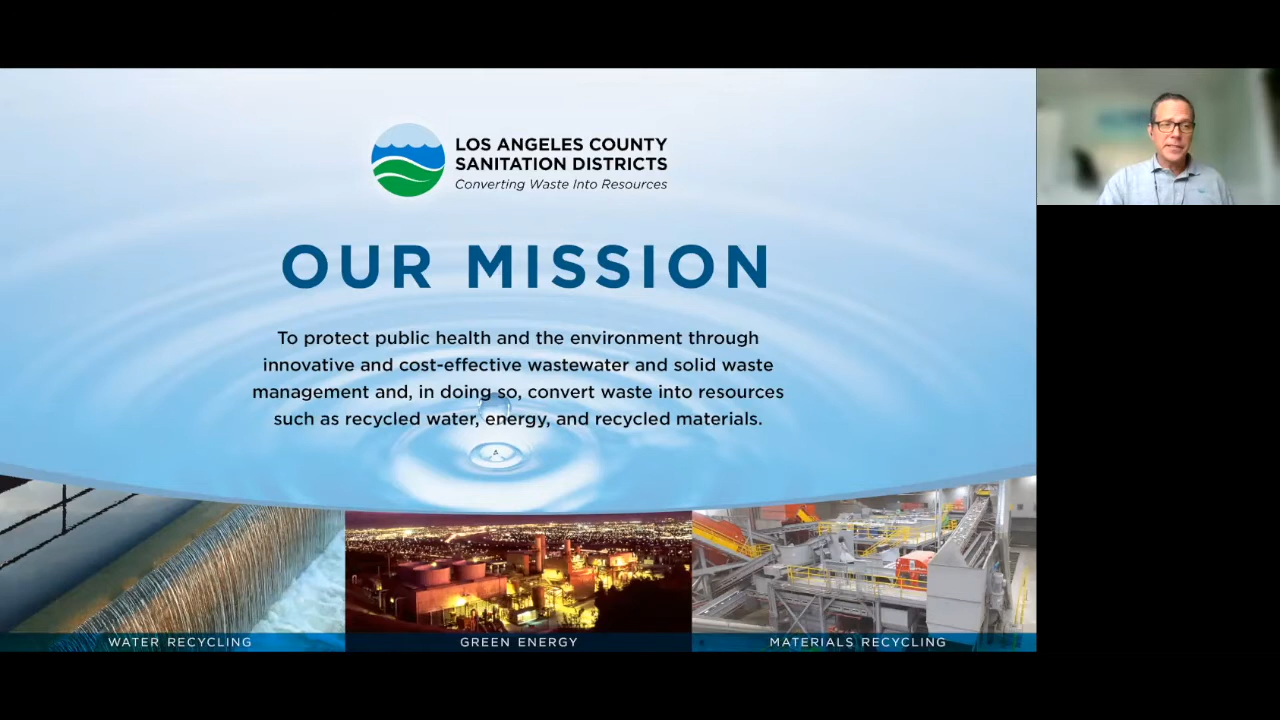 LOS ANGELES COUNTY
SANITATION DISTRICTS
Converting Waste Into Resources
OUR MISSION
To protect public health and the environment through
innovative and cost-effective wastewater and solid waste
management and, in doing so, convert waste into resources
such as recycled water, energy, and recycled materials.
WATER RECYCLING
GREEN ENERGY
MATERIALS RECYCLING